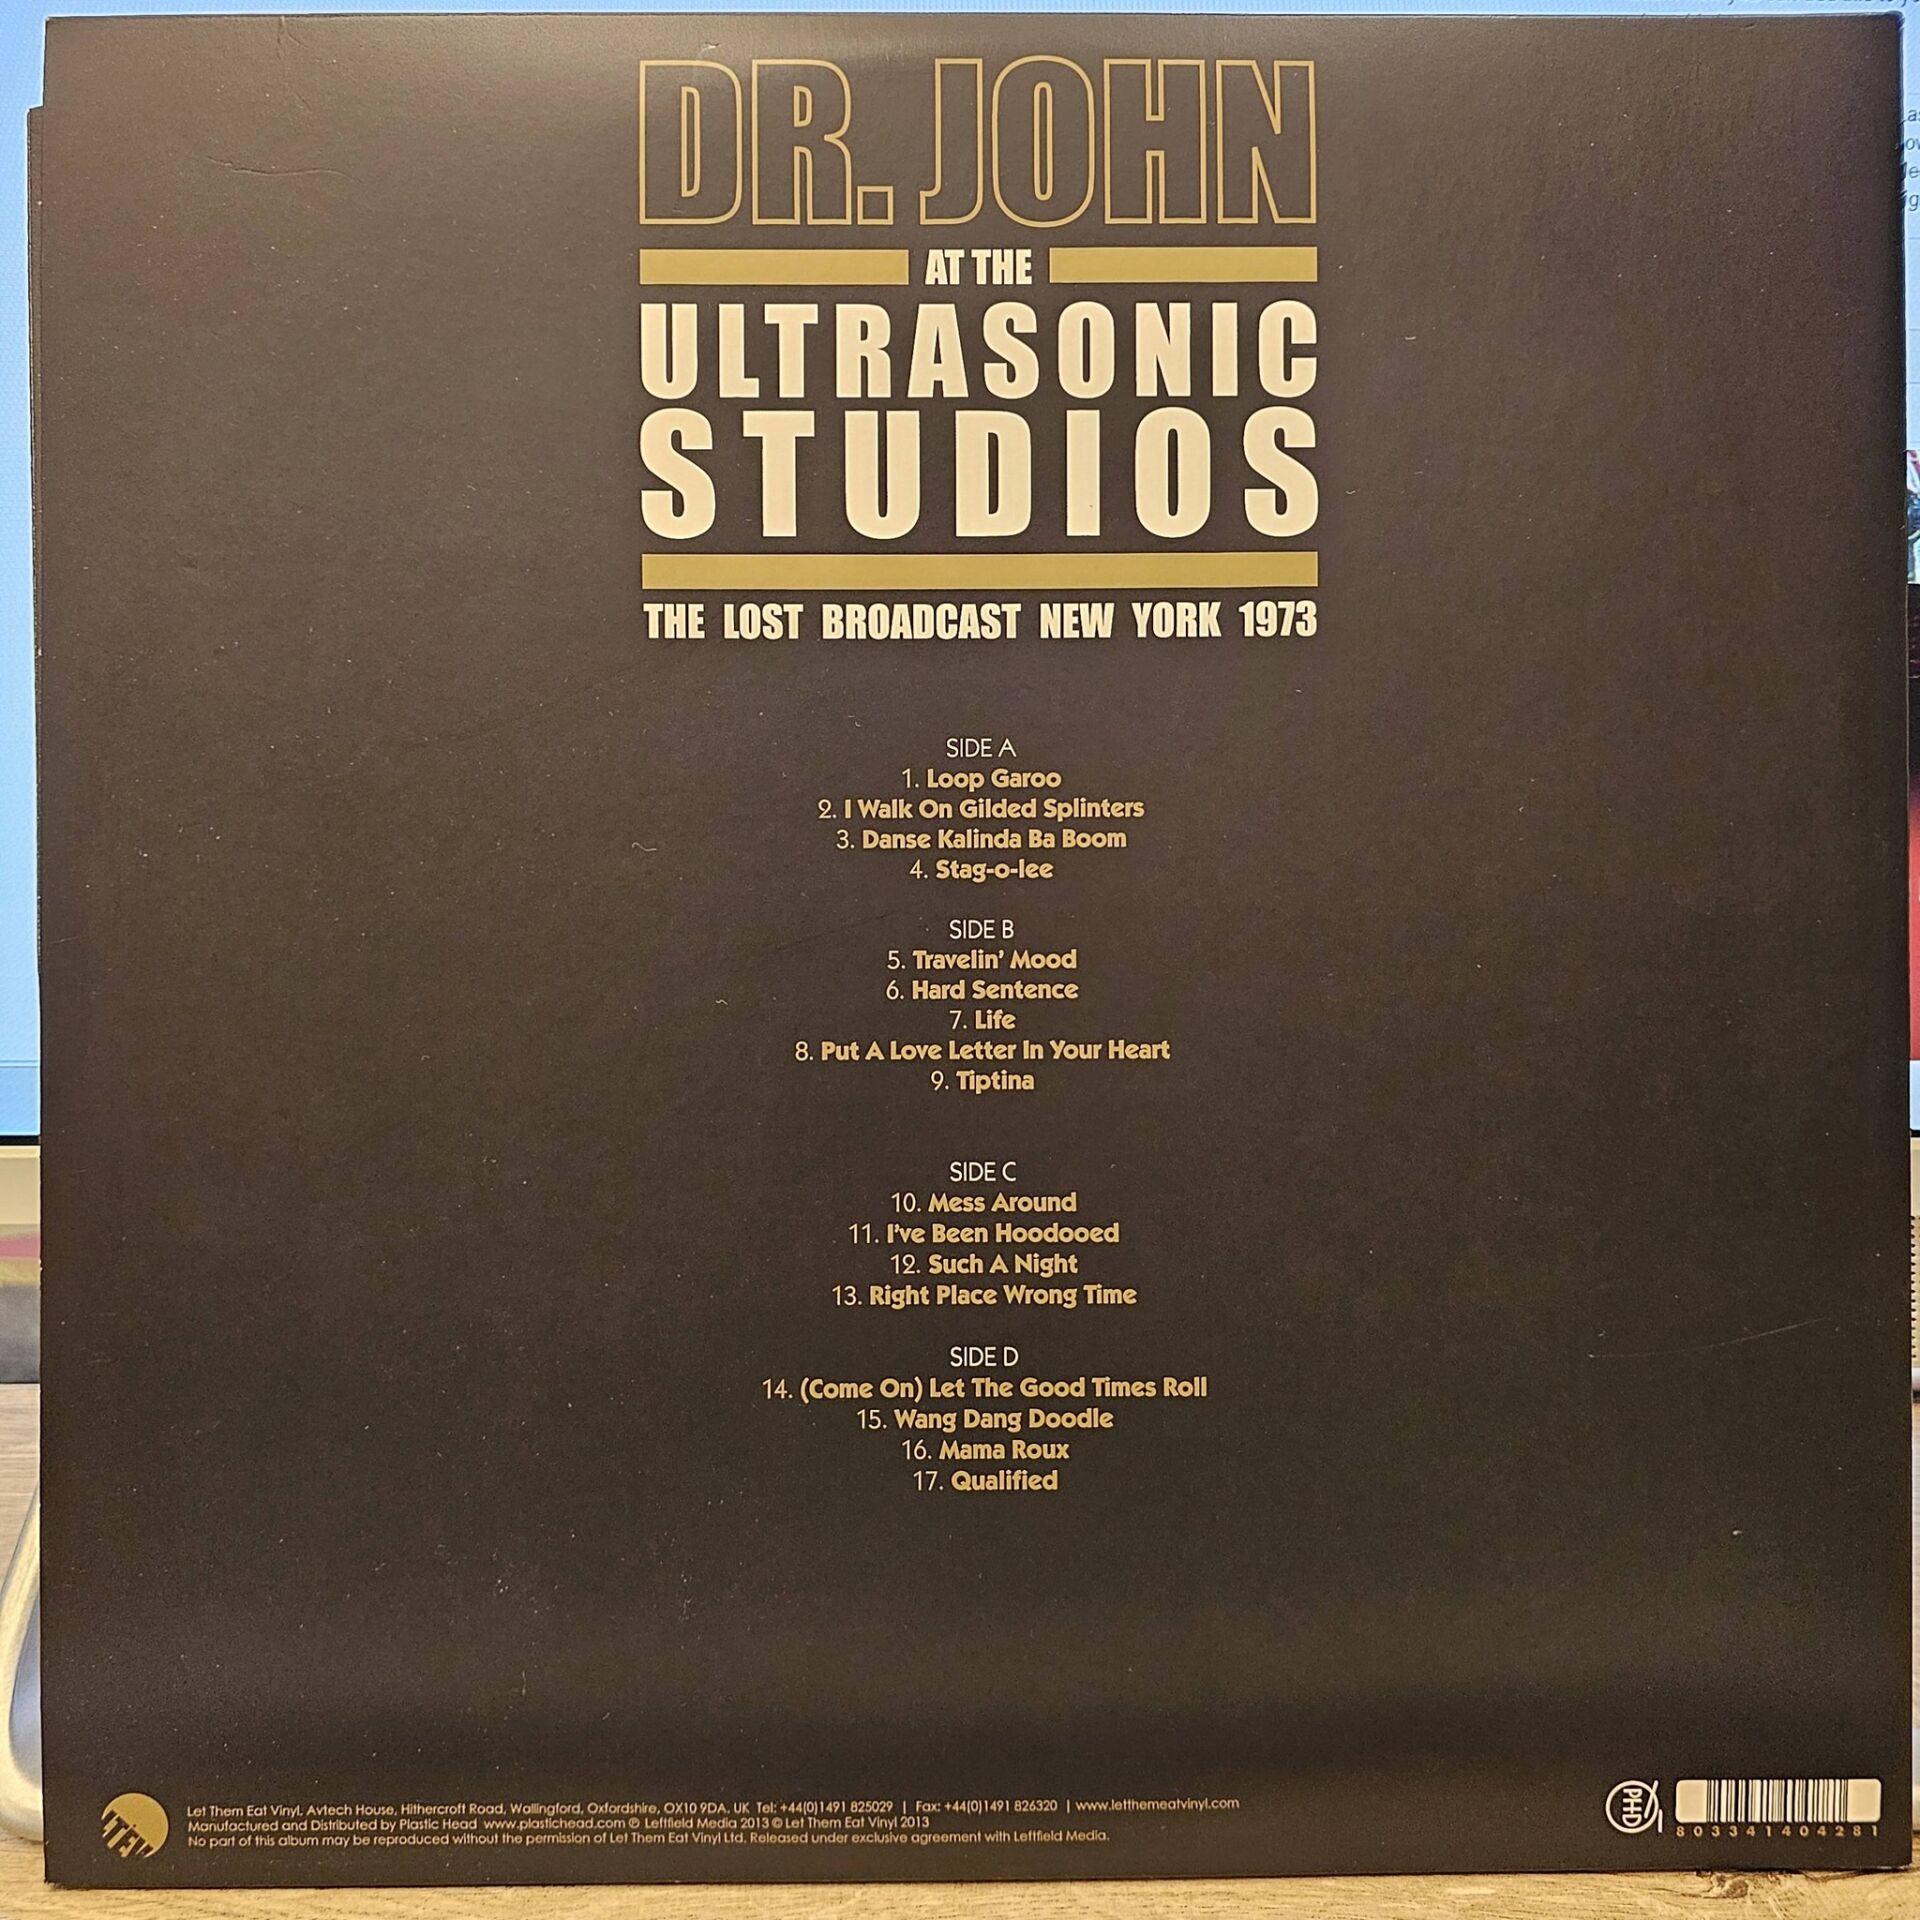 DR. JOHN
AT THE
ULTRASONIC
STUDIOS
THE LOST BROADCAST NEW YORK 1973
SIDE A
1. Loop Garoo
2. I Walk On Gilded Splinters
3. Danse Kalinda Ba Boom
4. Stag-o-lee
SIDE B
5. Travelin' Mood
6. Hard Sentence
7. Life
8. Put A Love Letter In Your Heart
9. Tiptina
SIDE C
10. Mess Around
11. I've Been Hoodooed
12. Such A Night
13. Right Place Wrong Time
SIDE D
14. (Come On) Let The Good Times Roll
15. Wang Dang Doodle
16. Mama Roux
17. Qualified
LTEV
Let Them Eat Vinyl. Avtech House, Hithercroft Road, Wallingford, Oxfordshire, OX10 9DA. UK Tel: +44(0)1491 825029 | Fax: +44(0)1491 826320 | www.letthemeatvinyl.com
Manufactured and Distributed by Plastic Head www.plastichead.com ℗ Leftfield Media 2013 © Let Them Eat Vinyl 2013
No part of this album may be reproduced without the permission of Let Them Eat Vinyl Ltd. Released under exclusive agreement with Leftfield Media.
PHD
803341404281